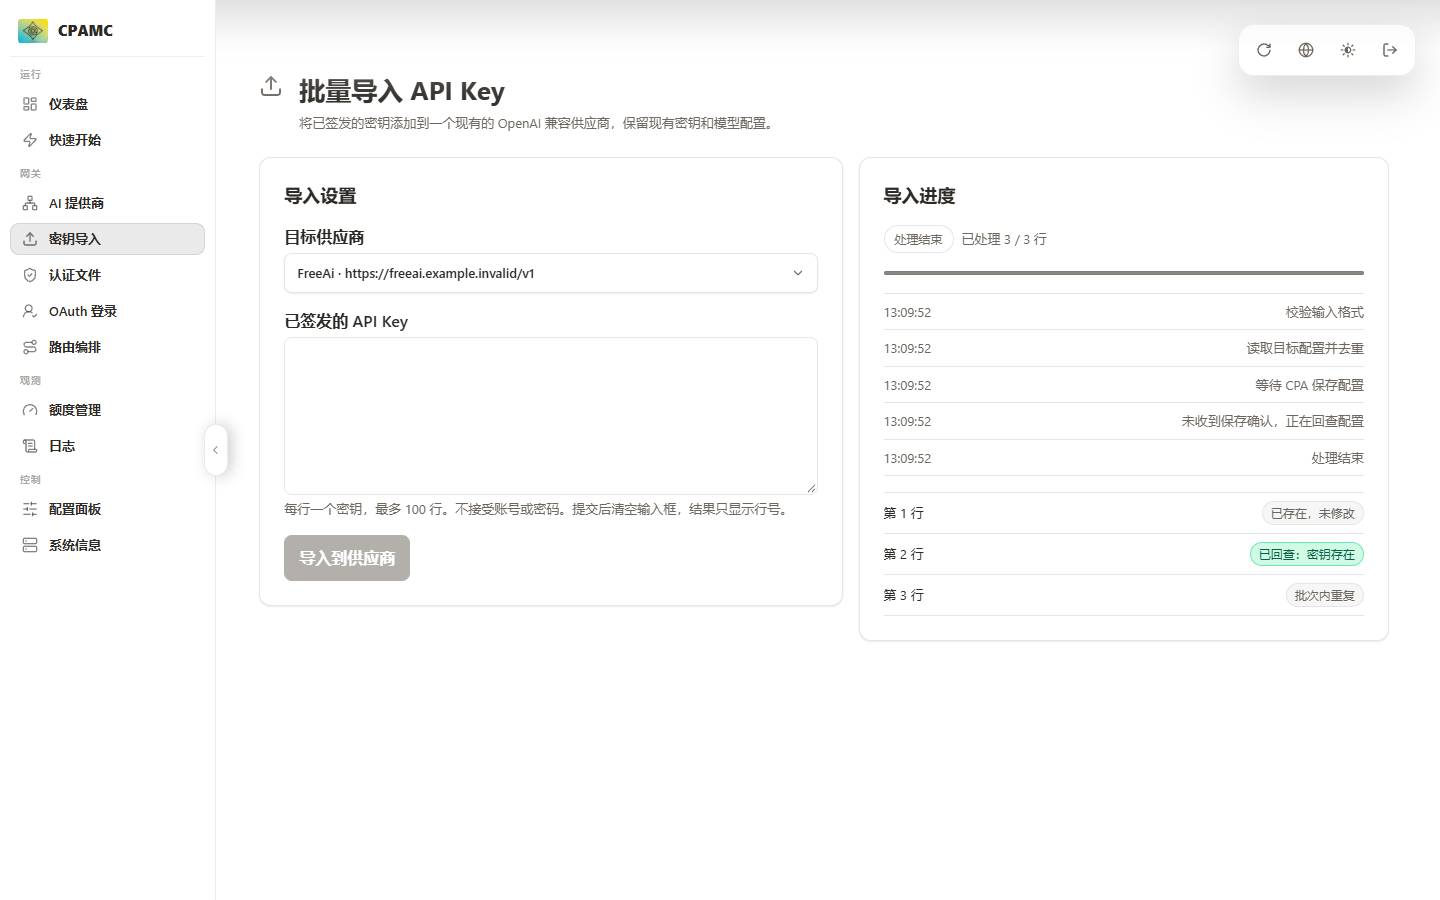 CPAMC
运行
仪表盘
快速开始
网关
AI 提供商
密钥导入
认证文件
OAuth 登录
路由编排
观测
额度管理
日志
控制
配置面板
系统信息
批量导入 API Key
将已签发的密钥添加到一个现有的 OpenAI 兼容供应商，保留现有密钥和模型配置。
导入设置
目标供应商
FreeAi · https://freeai.example.invalid/v1
已签发的 API Key
每行一个密钥，最多 100 行。不接受账号或密码。提交后清空输入框，结果只显示行号。
导入到供应商
导入进度
处理结束 已处理 3 / 3 行
13:09:52 校验输入格式
13:09:52 读取目标配置并去重
13:09:52 等待 CPA 保存配置
13:09:52 未收到保存确认，正在回查配置
13:09:52 处理结束
第 1 行 已存在，未修改
第 2 行 已回查：密钥存在
第 3 行 批次内重复